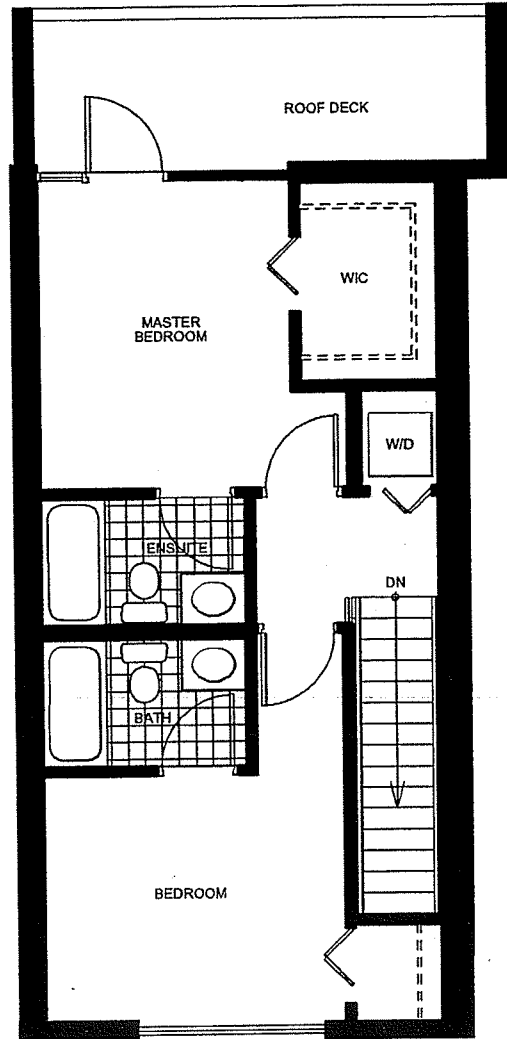 ROOF DECK
WIC
MASTER
BEDROOM
W/D
ENSUITE
DN
BATH
BEDROOM